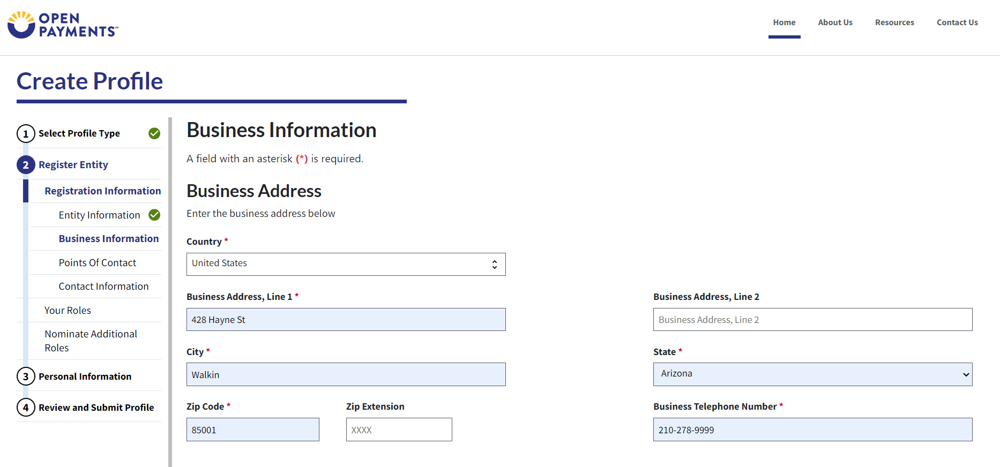 OPEN
PAYMENTS™
Home About Us Resources Contact Us
Create Profile
1 Select Profile Type
2 Register Entity
Registration Information
Entity Information
Business Information
Points Of Contact
Contact Information
Your Roles
Nominate Additional
Roles
3 Personal Information
4 Review and Submit Profile
Business Information
A field with an asterisk (*) is required.
Business Address
Enter the business address below
Country *
United States
Business Address, Line 1 * Business Address, Line 2
428 Hayne St Business Address, Line 2
City * State *
Walkin Arizona
Zip Code * Zip Extension Business Telephone Number *
85001 XXXX 210-278-9999